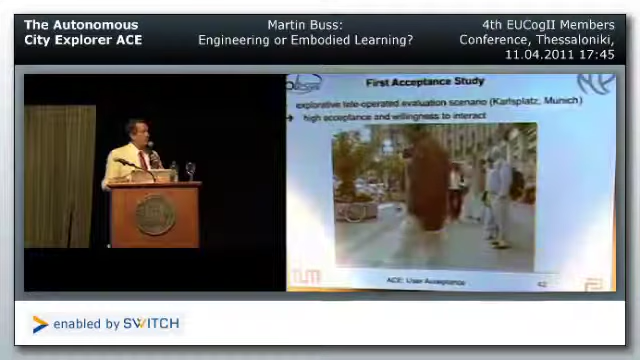 The Autonomous
City Explorer ACE
Martin Buss:
Engineering or Embodied Learning?
4th EUCogII Members
Conference, Thessaloniki,
11.04.2011 17:45
First Acceptance Study
explorative tele-operated evaluation scenario (Karlsplatz, Munich)
high acceptance and willingness to interact
TUM
ACE: User Acceptance
42
enabled by SWITCH